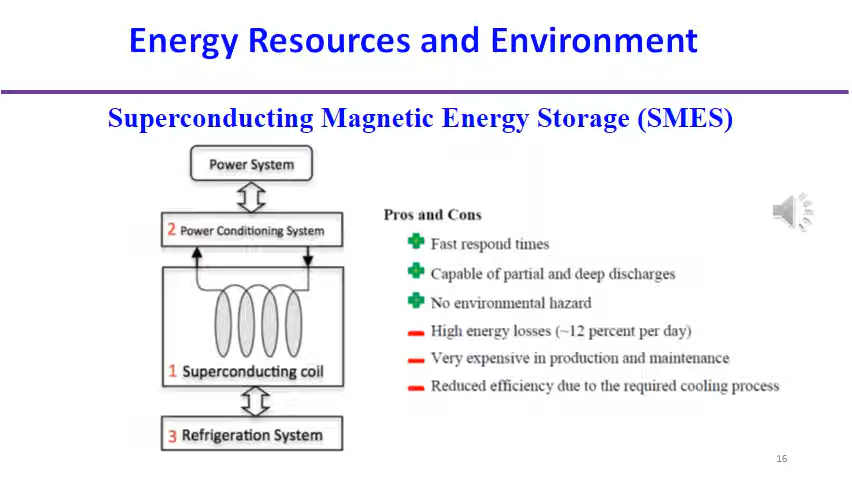 Energy Resources and Environment
Superconducting Magnetic Energy Storage (SMES)
Power System
2 Power Conditioning System
1 Superconducting coil
3 Refrigeration System
Pros and Cons
Fast respond times
Capable of partial and deep discharges
No environmental hazard
High energy losses (~12 percent per day)
Very expensive in production and maintenance
Reduced efficiency due to the required cooling process
16